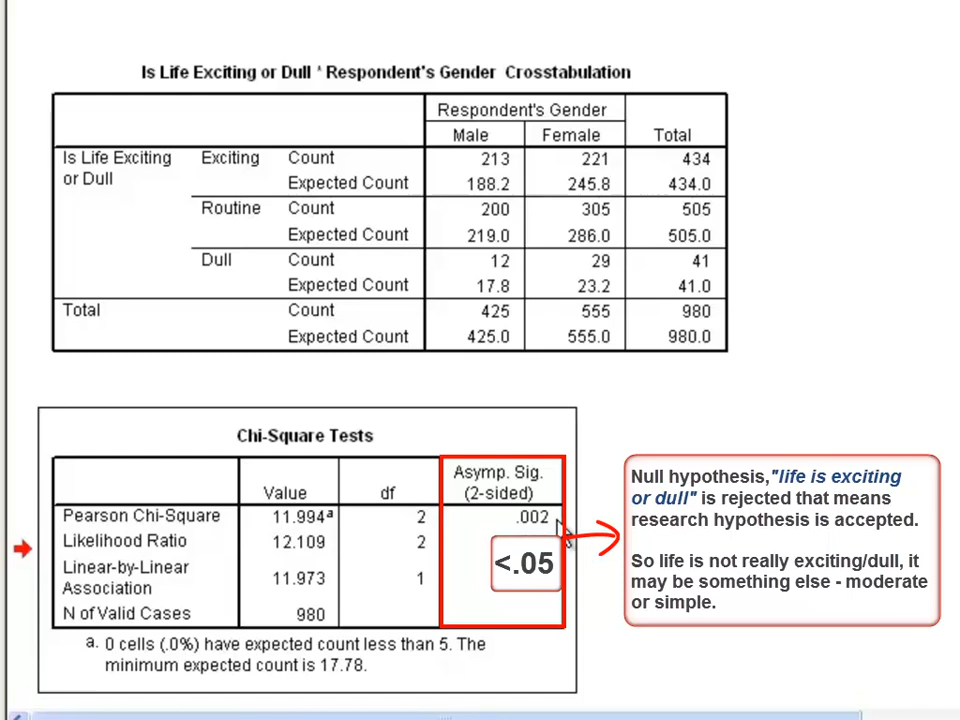 Is Life Exciting or Dull * Respondent's Gender Crosstabulation
Respondent's Gender
Male Female Total
Is Life Exciting or Dull Exciting Count 213 221 434
Expected Count 188.2 245.8 434.0
Routine Count 200 305 505
Expected Count 219.0 286.0 505.0
Dull Count 12 29 41
Expected Count 17.8 23.2 41.0
Total Count 425 555 980
Expected Count 425.0 555.0 980.0
Chi-Square Tests
Value df Asymp. Sig. (2-sided)
Pearson Chi-Square 11.994a 2 .002
Likelihood Ratio 12.109 2
<.05
Linear-by-Linear Association 11.973 1
N of Valid Cases 980
a. 0 cells (.0%) have expected count less than 5. The
minimum expected count is 17.78.
Null hypothesis,"life is exciting
or dull" is rejected that means
research hypothesis is accepted.
So life is not really exciting/dull, it
may be something else - moderate
or simple.